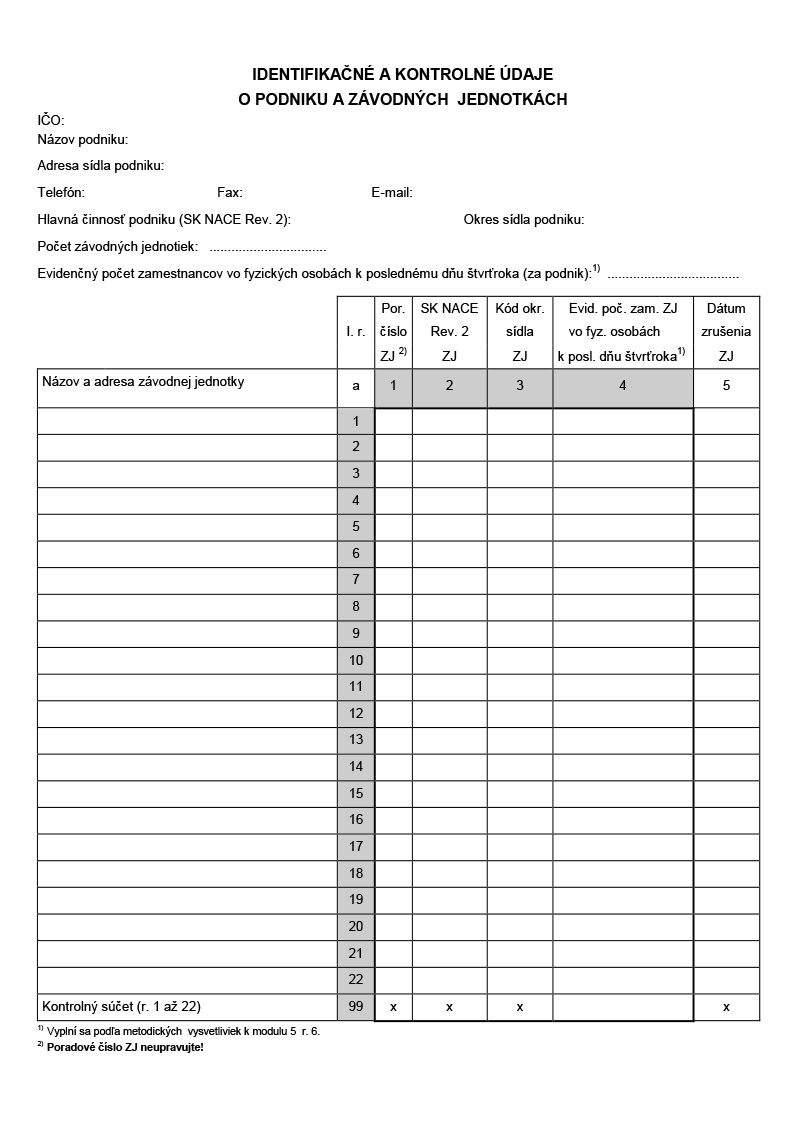 IDENTIFIKAČNÉ A KONTROLNÉ ÚDAJE
O PODNIKU A ZÁVODNÝCH JEDNOTKÁCH
IČO:
Názov podniku:
Adresa sídla podniku:
Telefón: Fax: E-mail:
Hlavná činnosť podniku (SK NACE Rev. 2): Okres sídla podniku:
Počet závodných jednotiek: ................................
Evidenčný počet zamestnancov vo fyzických osobách k poslednému dňu štvrťroka (za podnik):1) ....................................
Por. SK NACE Kód okr. Evid. poč. zam. ZJ Dátum
l. r. číslo Rev. 2 sídla vo fyz. osobách zrušenia
ZJ 2) ZJ ZJ k posl. dňu štvrťroka1) ZJ
Názov a adresa závodnej jednotky a 1 2 3 4 5
1
2
3
4
5
6
7
8
9
10
11
12
13
14
15
16
17
18
19
20
21
22
Kontrolný súčet (r. 1 až 22) 99 x x x x
1) Vyplní sa podľa metodických vysvetliviek k modulu 5 r. 6.
2) Poradové číslo ZJ neupravujte!